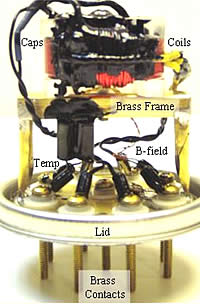 Caps
Coils
Brass Frame
Temp
B-field
Lid
Brass
Contacts